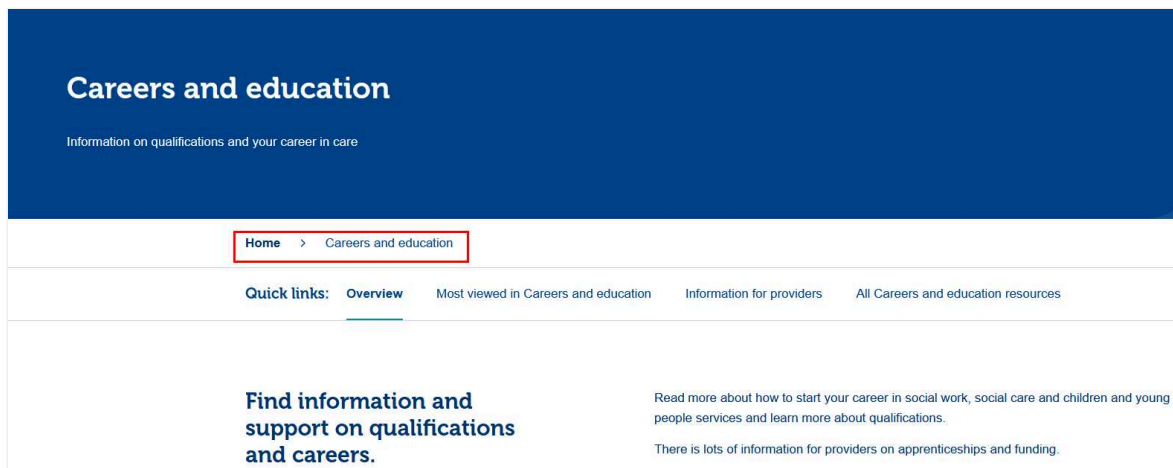 Careers and education
Information on qualifications and your career in care
Home > Careers and education
Quick links: Overview Most viewed in Careers and education Information for providers All Careers and education resources
Find information and
support on qualifications
and careers.
Read more about how to start your career in social work, social care and children and young
people services and learn more about qualifications.
There is lots of information for providers on apprenticeships and funding.